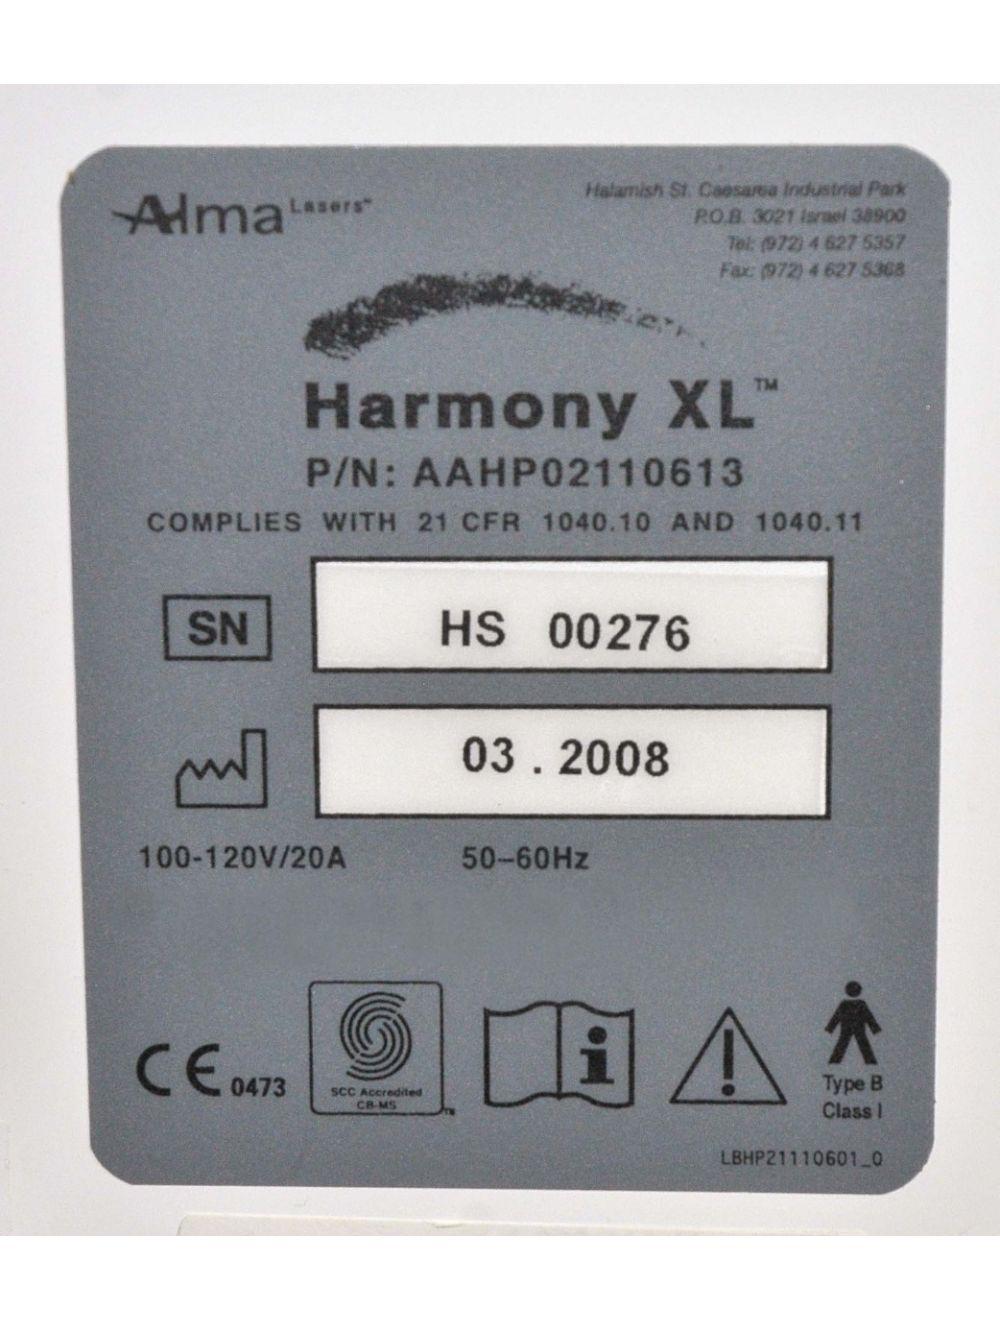 Alma Lasers™
Halamish St. Caesarea Industrial Park
P.O.B. 3021 Israel 38900
Tel: (972) 4 627 5357
Fax: (972) 4 627 5368
Harmony XL™
P/N: AAHP02110613
COMPLIES WITH 21 CFR 1040.10 AND 1040.11
SN HS 00276
03 . 2008
100-120V/20A 50–60Hz
CE 0473
SCC Accredited
CB-MS
™
i
!
Type B
Class I
LBHP21110601_0